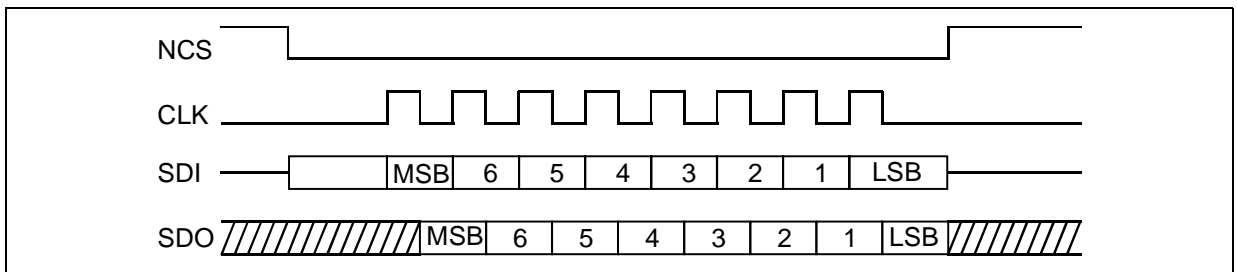 NCS
CLK
SDI MSB 6 5 4 3 2 1 LSB
SDO MSB 6 5 4 3 2 1 LSB